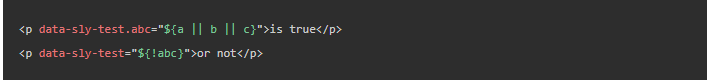 <p data-sly-test.abc="${a || b || c}">is true</p>
<p data-sly-test="${!abc}">or not</p>